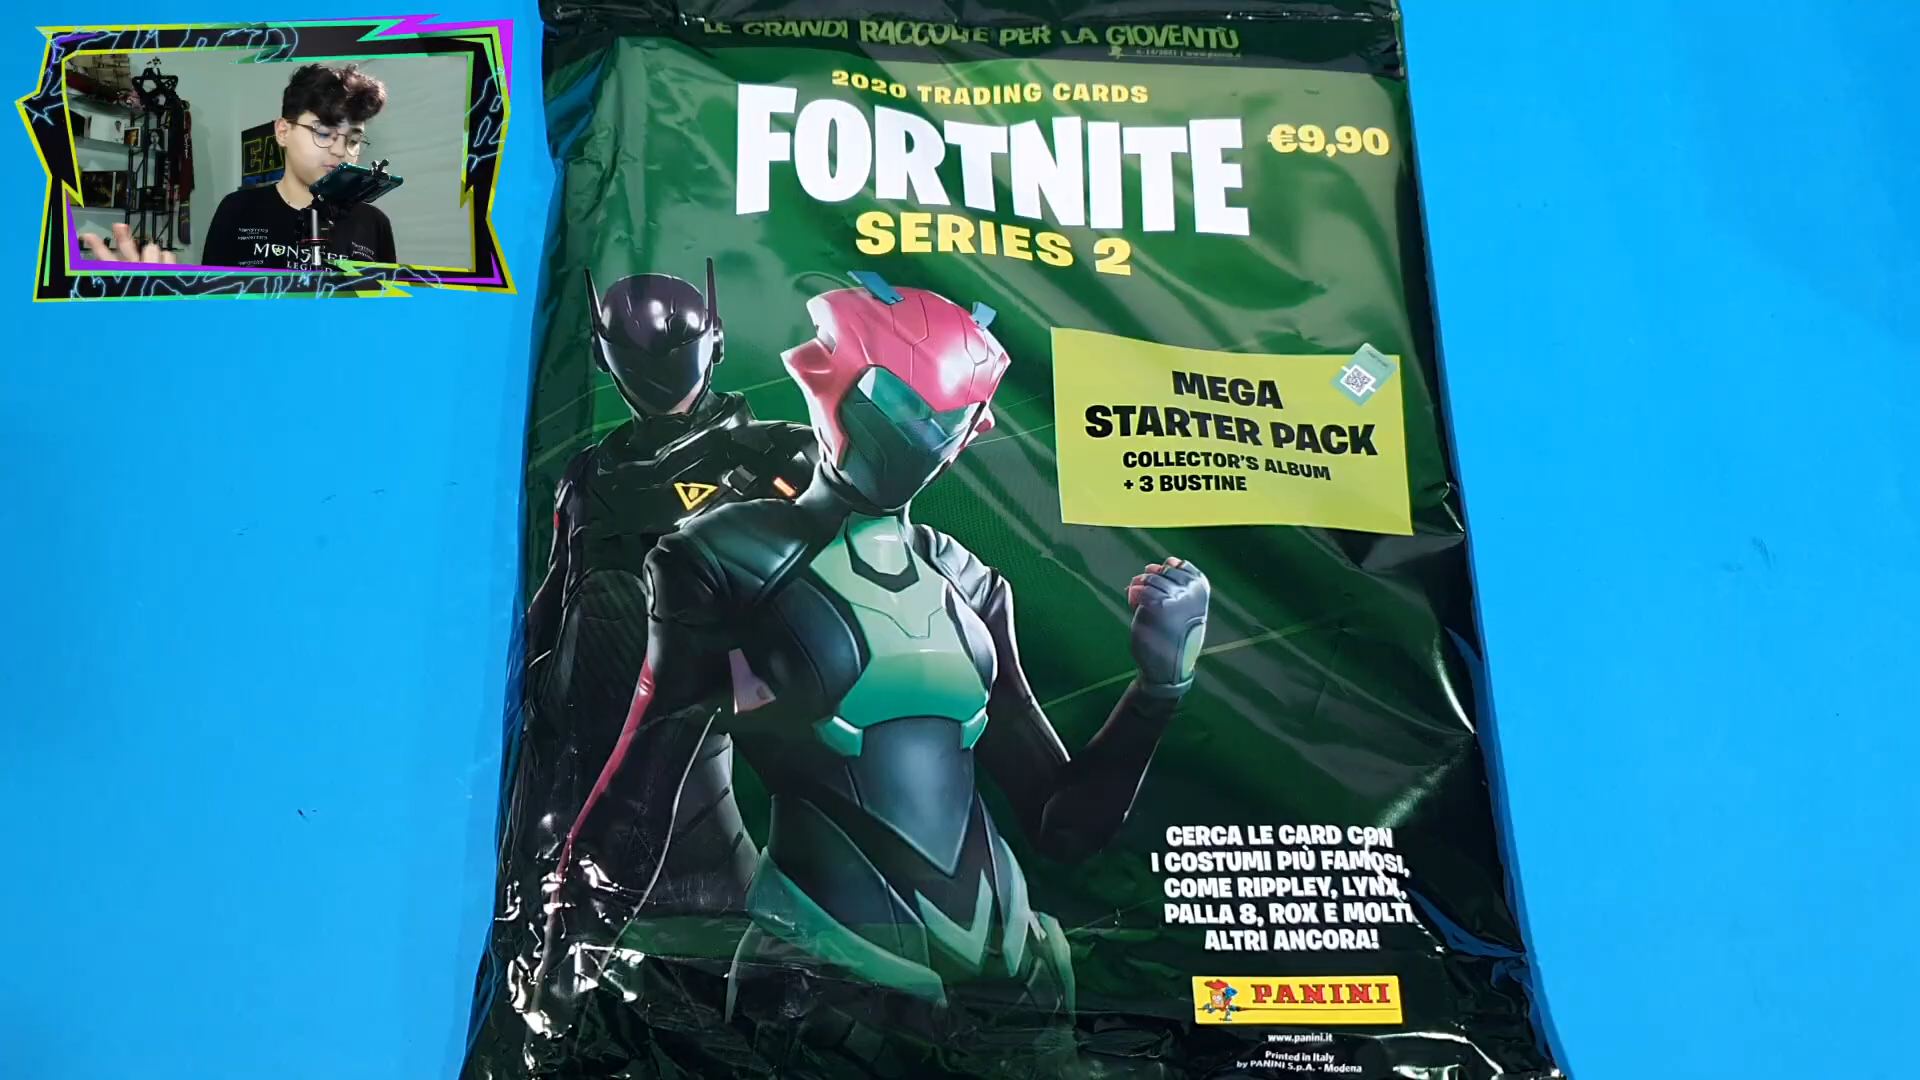 LE GRANDI RACCOLTE PER LA GIOVENTÙ
2020 TRADING CARDS
FORTNITE
€9,90
SERIES 2
MEGA
STARTER PACK
COLLECTOR'S ALBUM
+ 3 BUSTINE
CERCA LE CARD CON
I COSTUMI PIÙ FAMOSI,
COME RIPPLEY, LYNX,
PALLA 8, ROX E MOLTI
ALTRI ANCORA!
PANINI
www.panini.it
Printed in Italy
by PANINI S.p.A. - Modena
EA